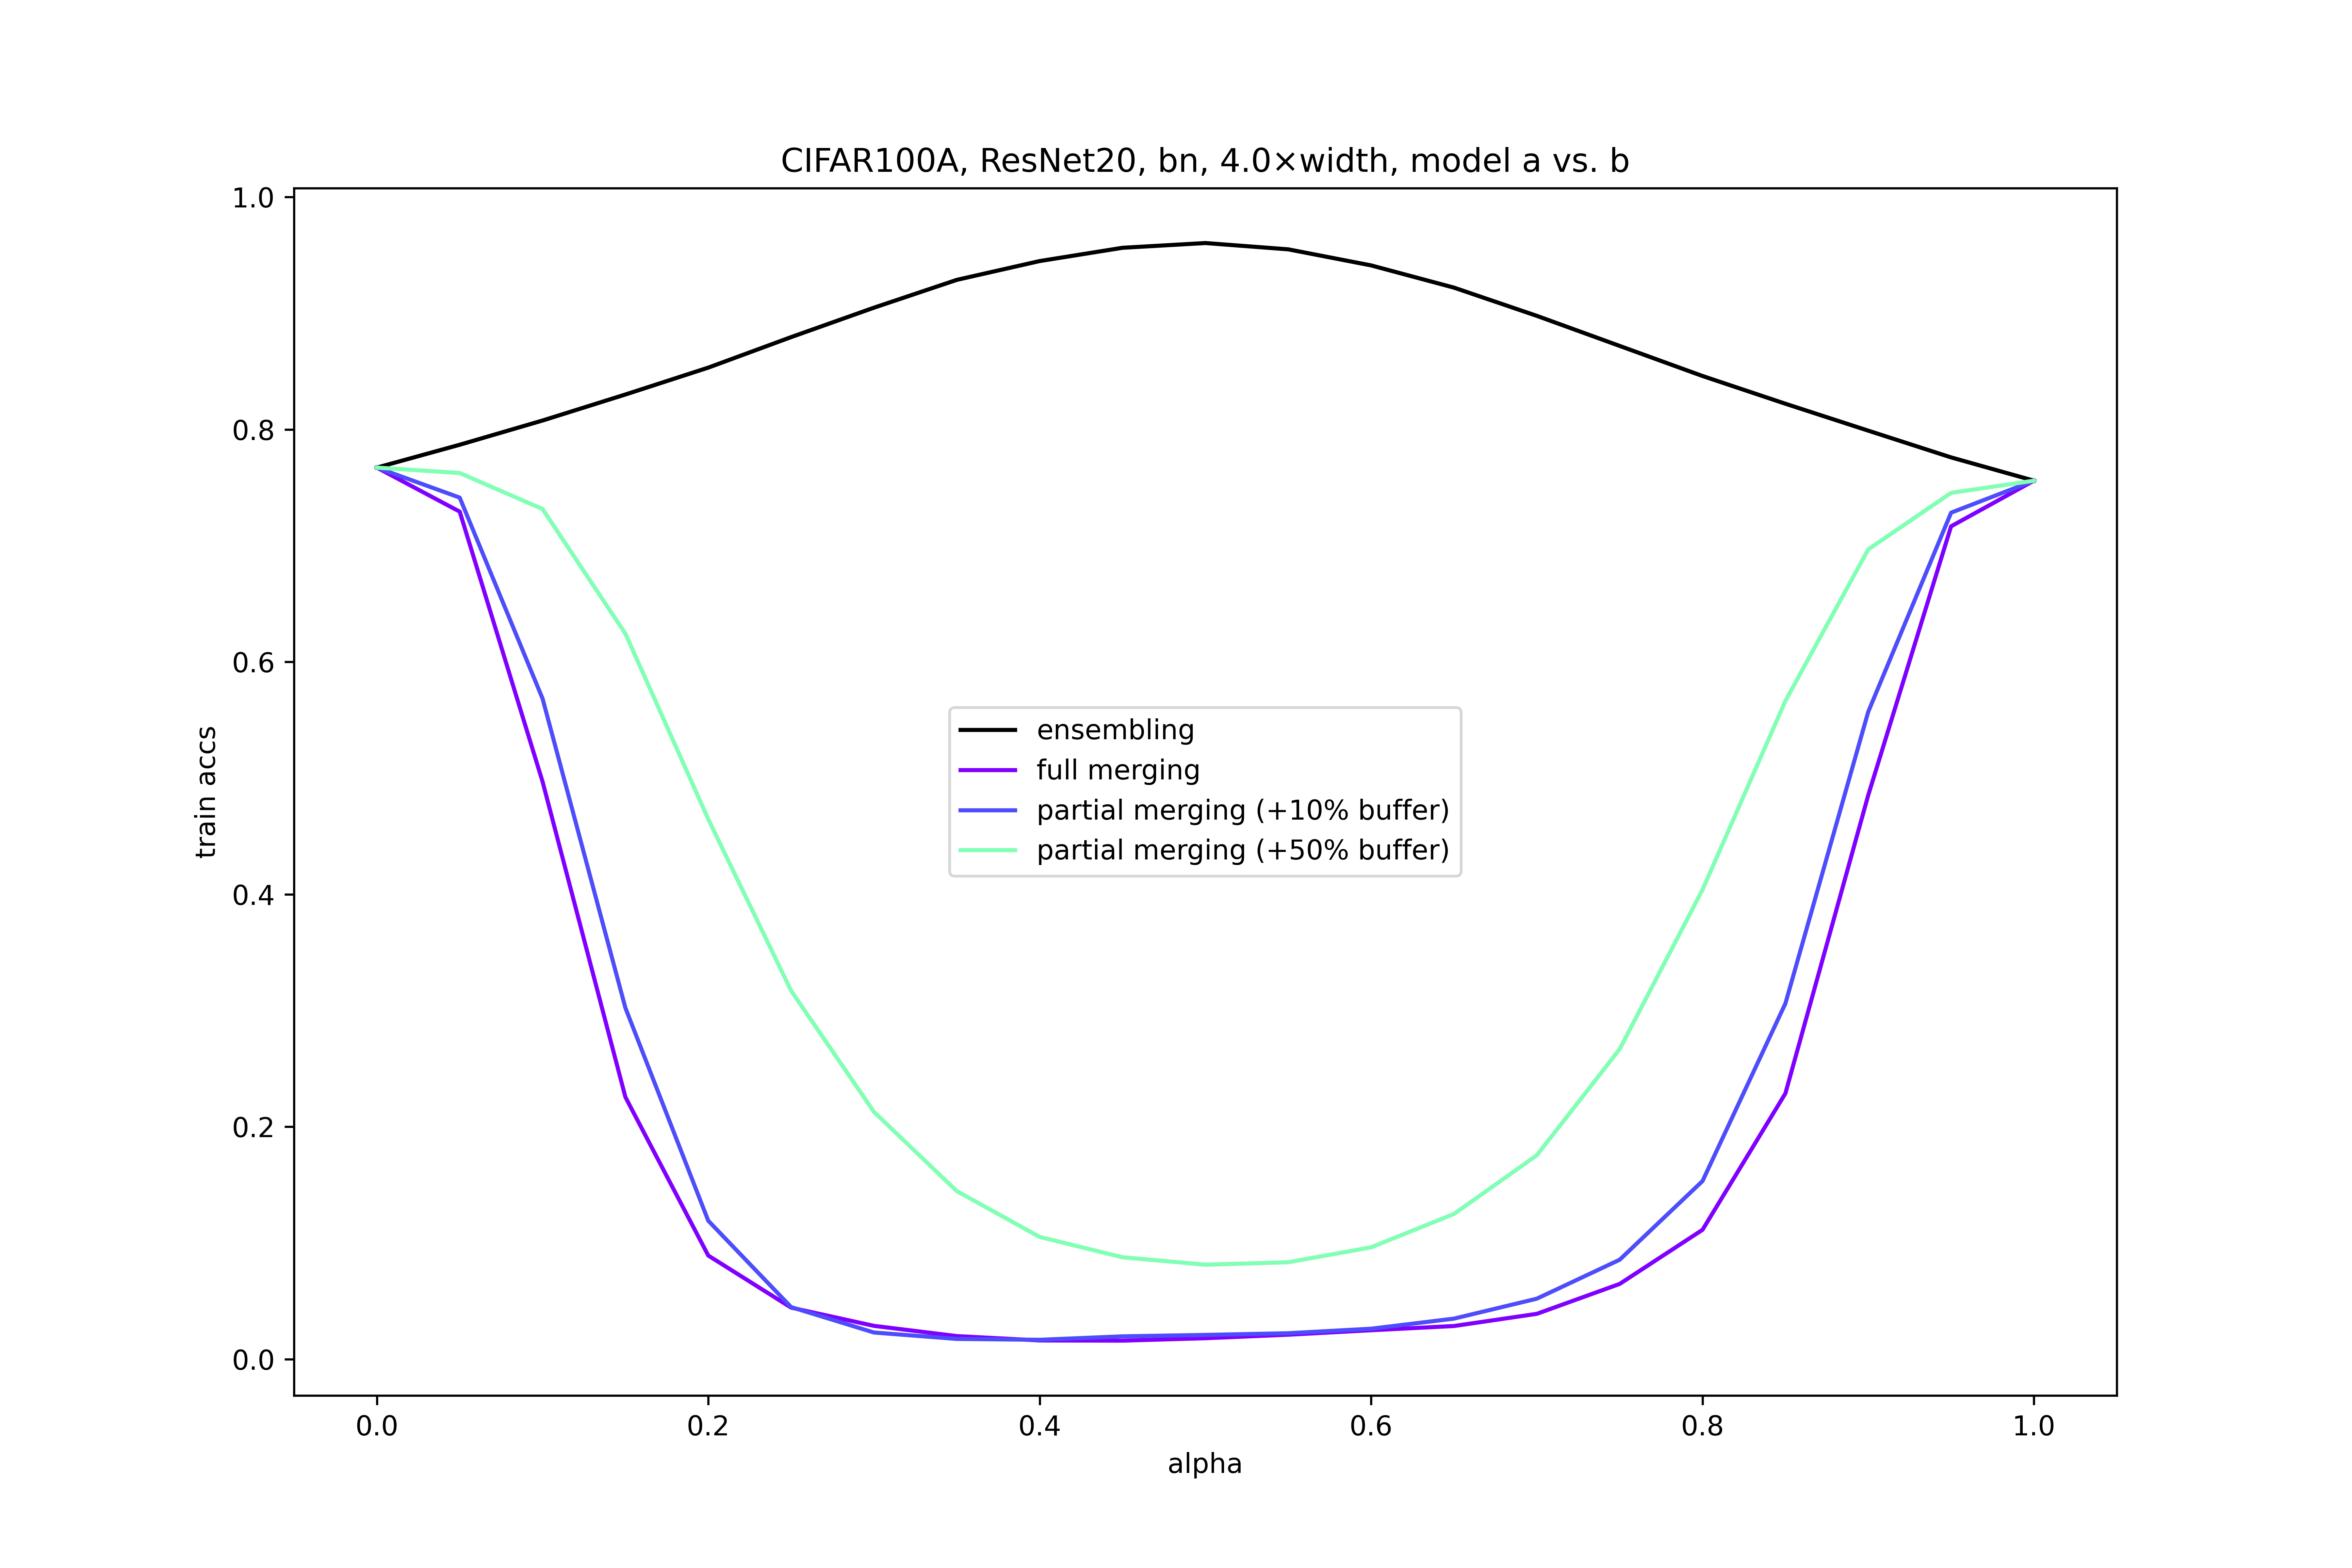 CIFAR100A, ResNet20, bn, 4.0×width, model a vs. b
1.0
0.8
0.6
0.4
0.2
0.0
train accs
ensembling
full merging
partial merging (+10% buffer)
partial merging (+50% buffer)
0.0 0.2 0.4 0.6 0.8 1.0
alpha